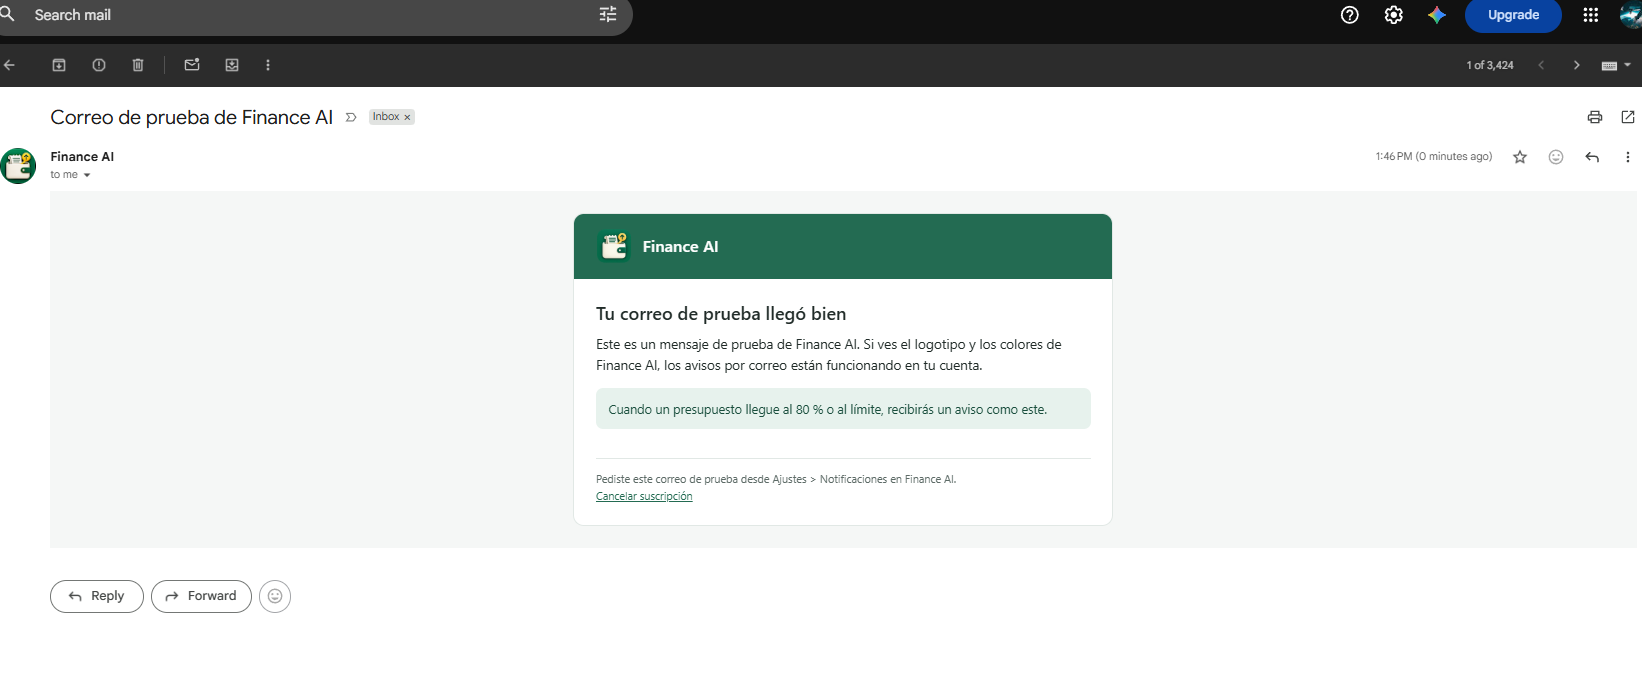 Search mail
Upgrade
1 of 3,424
Correo de prueba de Finance AI
Inbox x
Finance AI
1:46 PM (0 minutes ago)
to me
Finance AI
Tu correo de prueba llegó bien
Este es un mensaje de prueba de Finance AI. Si ves el logotipo y los colores de
Finance AI, los avisos por correo están funcionando en tu cuenta.
Cuando un presupuesto llegue al 80 % o al límite, recibirás un aviso como este.
Pediste este correo de prueba desde Ajustes > Notificaciones en Finance AI.
Cancelar suscripción
Reply
Forward